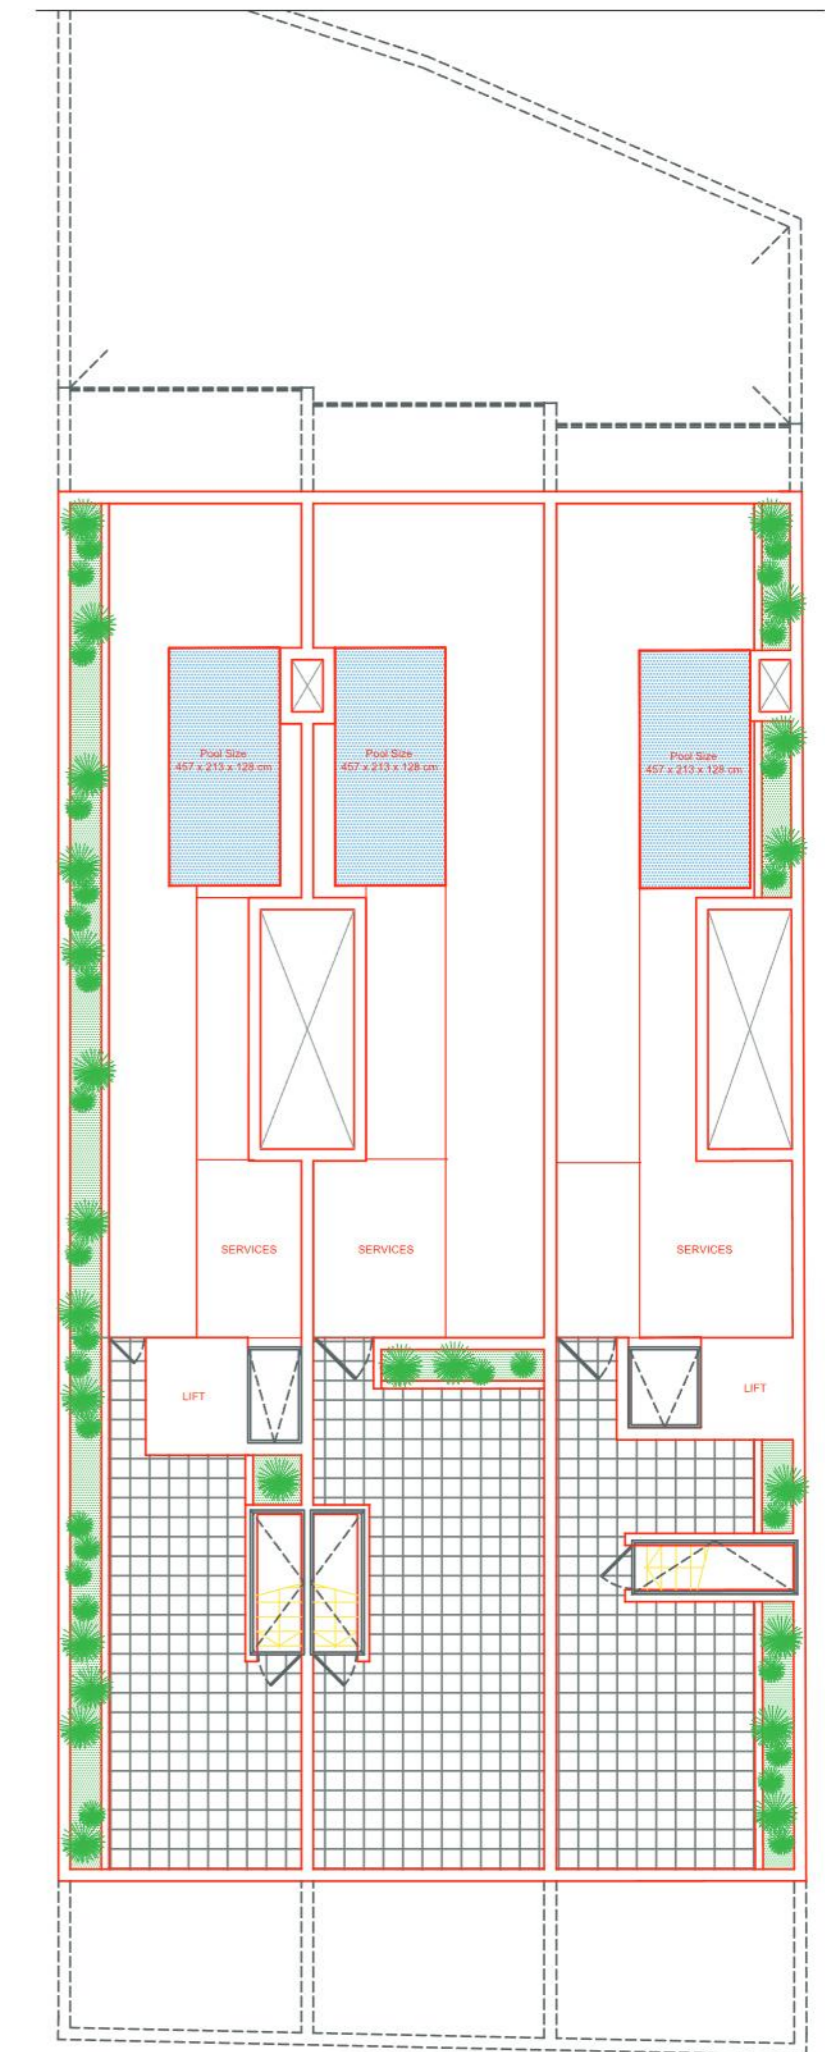 Pool Size
457 x 213 x 128 cm
Pool Size
457 x 213 x 128 cm
Pool Size
457 x 213 x 128 cm
SERVICES
SERVICES
SERVICES
LIFT
LIFT